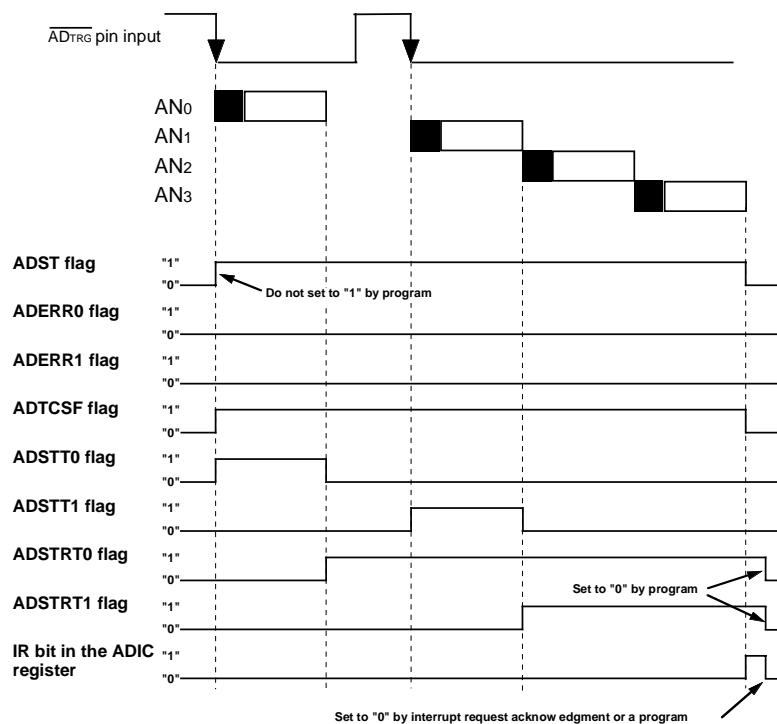 ADTRG pin input
AN0
AN1
AN2
AN3
ADST flag
"1"
"0"
Do not set to "1" by program
ADERR0 flag
"1"
"0"
ADERR1 flag
"1"
"0"
ADTCSF flag
"1"
"0"
ADSTT0 flag
"1"
"0"
ADSTT1 flag
"1"
"0"
ADSTRT0 flag
"1"
"0"
Set to "0" by program
ADSTRT1 flag
"1"
"0"
IR bit in the ADIC
register
"1"
"0"
Set to "0" by interrupt request acknow edgment or a program